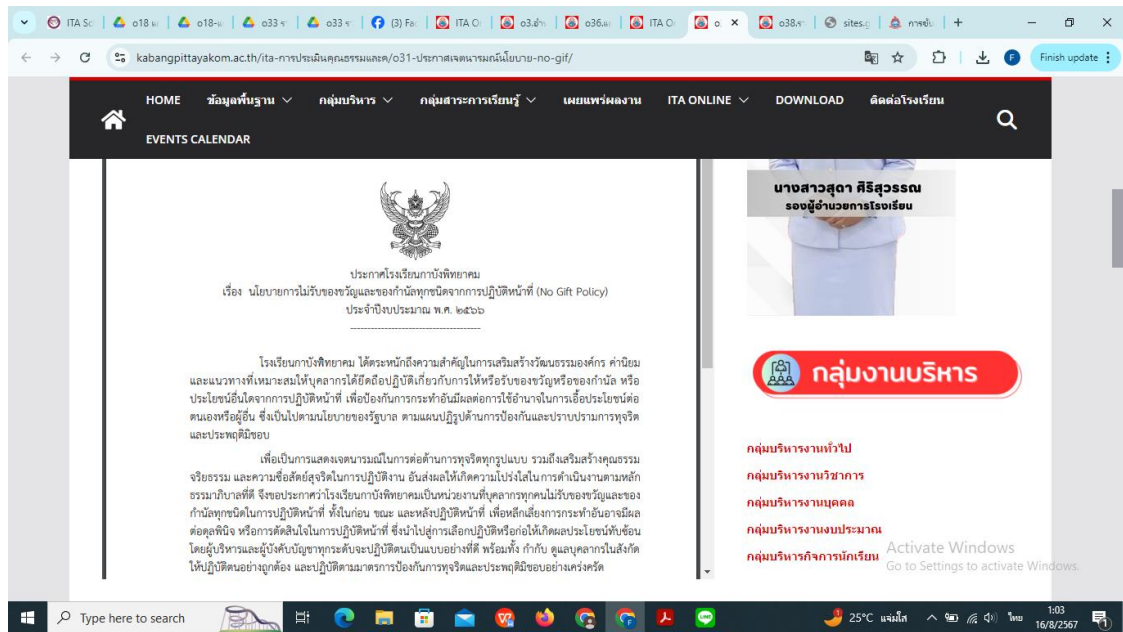 ITA Sc
o18 ผ
o18-ผ
o033 ร
o033 ร
(3) Fac
ITA O
o3.อำน
o36.ผ
ITA O
o.
o38.ร
sites.g
การขับ
kabangpittayakom.ac.th/ita-การประเมินคุณธรรมและค/o31-ประกาศเจตนารมณ์นโยบาย-no-gif/
Finish update
HOME ข้อมูลพื้นฐาน กลุ่มบริหาร กลุ่มสาระการเรียนรู้ เผยแพร่ผลงาน ITA ONLINE DOWNLOAD ติดต่อโรงเรียน
EVENTS CALENDAR
ประกาศโรงเรียนกาบังพิทยาคม
เรื่อง นโยบายการไม่รับของขวัญและของกำนัลทุกชนิดจากการปฏิบัติหน้าที่ (No Gift Policy)
ประจำปีงบประมาณ พ.ศ. ๒๕๖๖
โรงเรียนกาบังพิทยาคม ได้ตระหนักถึงความสำคัญในการเสริมสร้างวัฒนธรรมองค์กร ค่านิยม
และแนวทางที่เหมาะสมให้บุคลากรได้ยึดถือปฏิบัติเกี่ยวกับการให้หรือรับของขวัญหรือของกำนัล หรือ
ประโยชน์อื่นใดจากการปฏิบัติหน้าที่ เพื่อป้องกันการกระทำอันมีผลต่อการใช้อำนาจในการเอื้อประโยชน์ต่อ
ตนเองหรือผู้อื่น ซึ่งเป็นไปตามนโยบายของรัฐบาล ตามแผนปฏิรูปด้านการป้องกันและปราบปรามการทุจริต
และประพฤติมิชอบ
เพื่อเป็นการแสดงเจตนารมณ์ในการต่อต้านการทุจริตทุกรูปแบบ รวมถึงเสริมสร้างคุณธรรม
จริยธรรม และความซื่อสัตย์สุจริตในการปฏิบัติงาน อันส่งผลให้เกิดความโปร่งใสในการดำเนินงานตามหลัก
ธรรมาภิบาลที่ดี จึงขอประกาศว่าโรงเรียนกาบังพิทยาคมเป็นหน่วยงานที่บุคลากรทุกคนไม่รับของขวัญและของ
กำนัลทุกชนิดในการปฏิบัติหน้าที่ ทั้งในก่อน ขณะ และหลังปฏิบัติหน้าที่ เพื่อหลีกเลี่ยงการกระทำอันอาจมีผล
ต่อดุลพินิจ หรือการตัดสินใจในการปฏิบัติหน้าที่ ซึ่งนำไปสู่การเลือกปฏิบัติหรือก่อให้เกิดผลประโยชน์ทับซ้อน
โดยผู้บริหารและผู้บังคับบัญชาทุกระดับจะปฏิบัติตนเป็นแบบอย่างที่ดี พร้อมทั้ง กำกับ ดูแลบุคลากรในสังกัด
ให้ปฏิบัติตนอย่างถูกต้อง และปฏิบัติตามมาตรการป้องกันการทุจริตและประพฤติมิชอบอย่างเคร่งครัด
นางสาวสุดา ศิริสุวรรณ
รองผู้อำนวยการโรงเรียน
กลุ่มงานบริหาร
กลุ่มบริหารงานทั่วไป
กลุ่มบริหารงานวิชาการ
กลุ่มบริหารงานบุคคล
กลุ่มบริหารงานงบประมาณ
กลุ่มบริหารกิจการนักเรียน
Activate Windows
Go to Settings to activate Windows.
Type here to search
25°C แจ่มใส
ไทย
1:03
16/8/2567